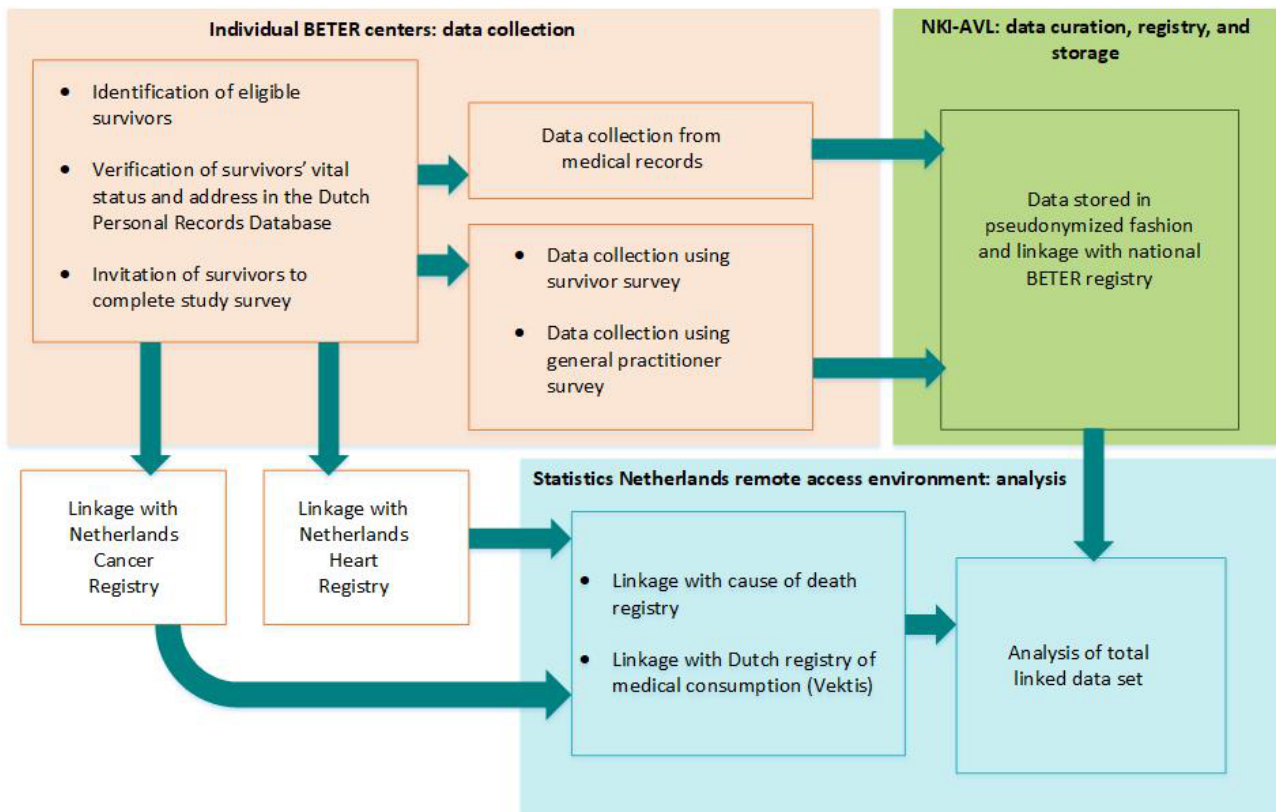 Individual BETER centers: data collection
• Identification of eligible
survivors
• Verification of survivors’ vital
status and address in the Dutch
Personal Records Database
• Invitation of survivors to
complete study survey
Data collection from
medical records
• Data collection using
survivor survey
• Data collection using
general practitioner
survey
NKI-AVL: data curation, registry, and
storage
Data stored in
pseudonymized fashion
and linkage with national
BETER registry
Linkage with
Netherlands
Cancer
Registry
Linkage with
Netherlands
Heart
Registry
Statistics Netherlands remote access environment: analysis
• Linkage with cause of death
registry
• Linkage with Dutch registry of
medical consumption (Vektis)
Analysis of total
linked data set